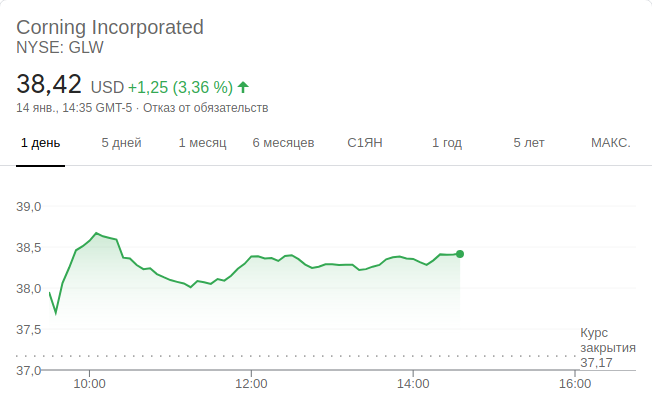 Corning Incorporated
NYSE: GLW
38,42 USD +1,25 (3,36 %)
14 янв., 14:35 GMT-5 · Отказ от обязательств
1 день 5 дней 1 месяц 6 месяцев С1ЯН 1 год 5 лет МАКС.
39,0
38,5
38,0
37,5
Курс
закрытия
37,17
37,0
10:00 12:00 14:00 16:00